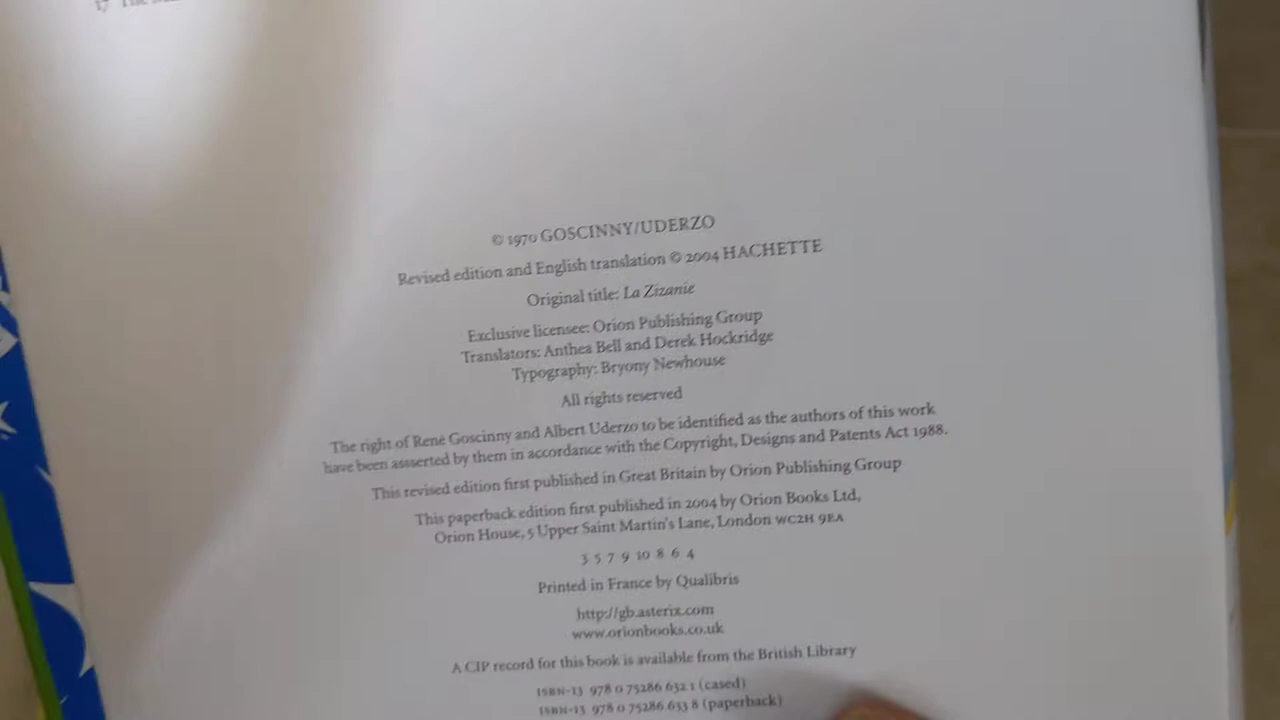 17 The
© 1970 GOSCINNY/UDERZO
Revised edition and English translation © 2004 HACHETTE
Original title: La Zizanie
Exclusive licensee: Orion Publishing Group
Translators: Anthea Bell and Derek Hockridge
Typography: Bryony Newhouse
All rights reserved
The right of René Goscinny and Albert Uderzo to be identified as the authors of this work
have been assserted by them in accordance with the Copyright, Designs and Patents Act 1988.
This revised edition first published in Great Britain by Orion Publishing Group
This paperback edition first published in 2004 by Orion Books Ltd,
Orion House, 5 Upper Saint Martin's Lane, London WC2H 9EA
3 5 7 9 10 8 6 4
Printed in France by Qualibris
http://gb.asterix.com
www.orionbooks.co.uk
A CIP record for this book is available from the British Library
ISBN-13 978 0 75286 632 1 (cased)
ISBN-13 978 0 75286 633 8 (paperback)